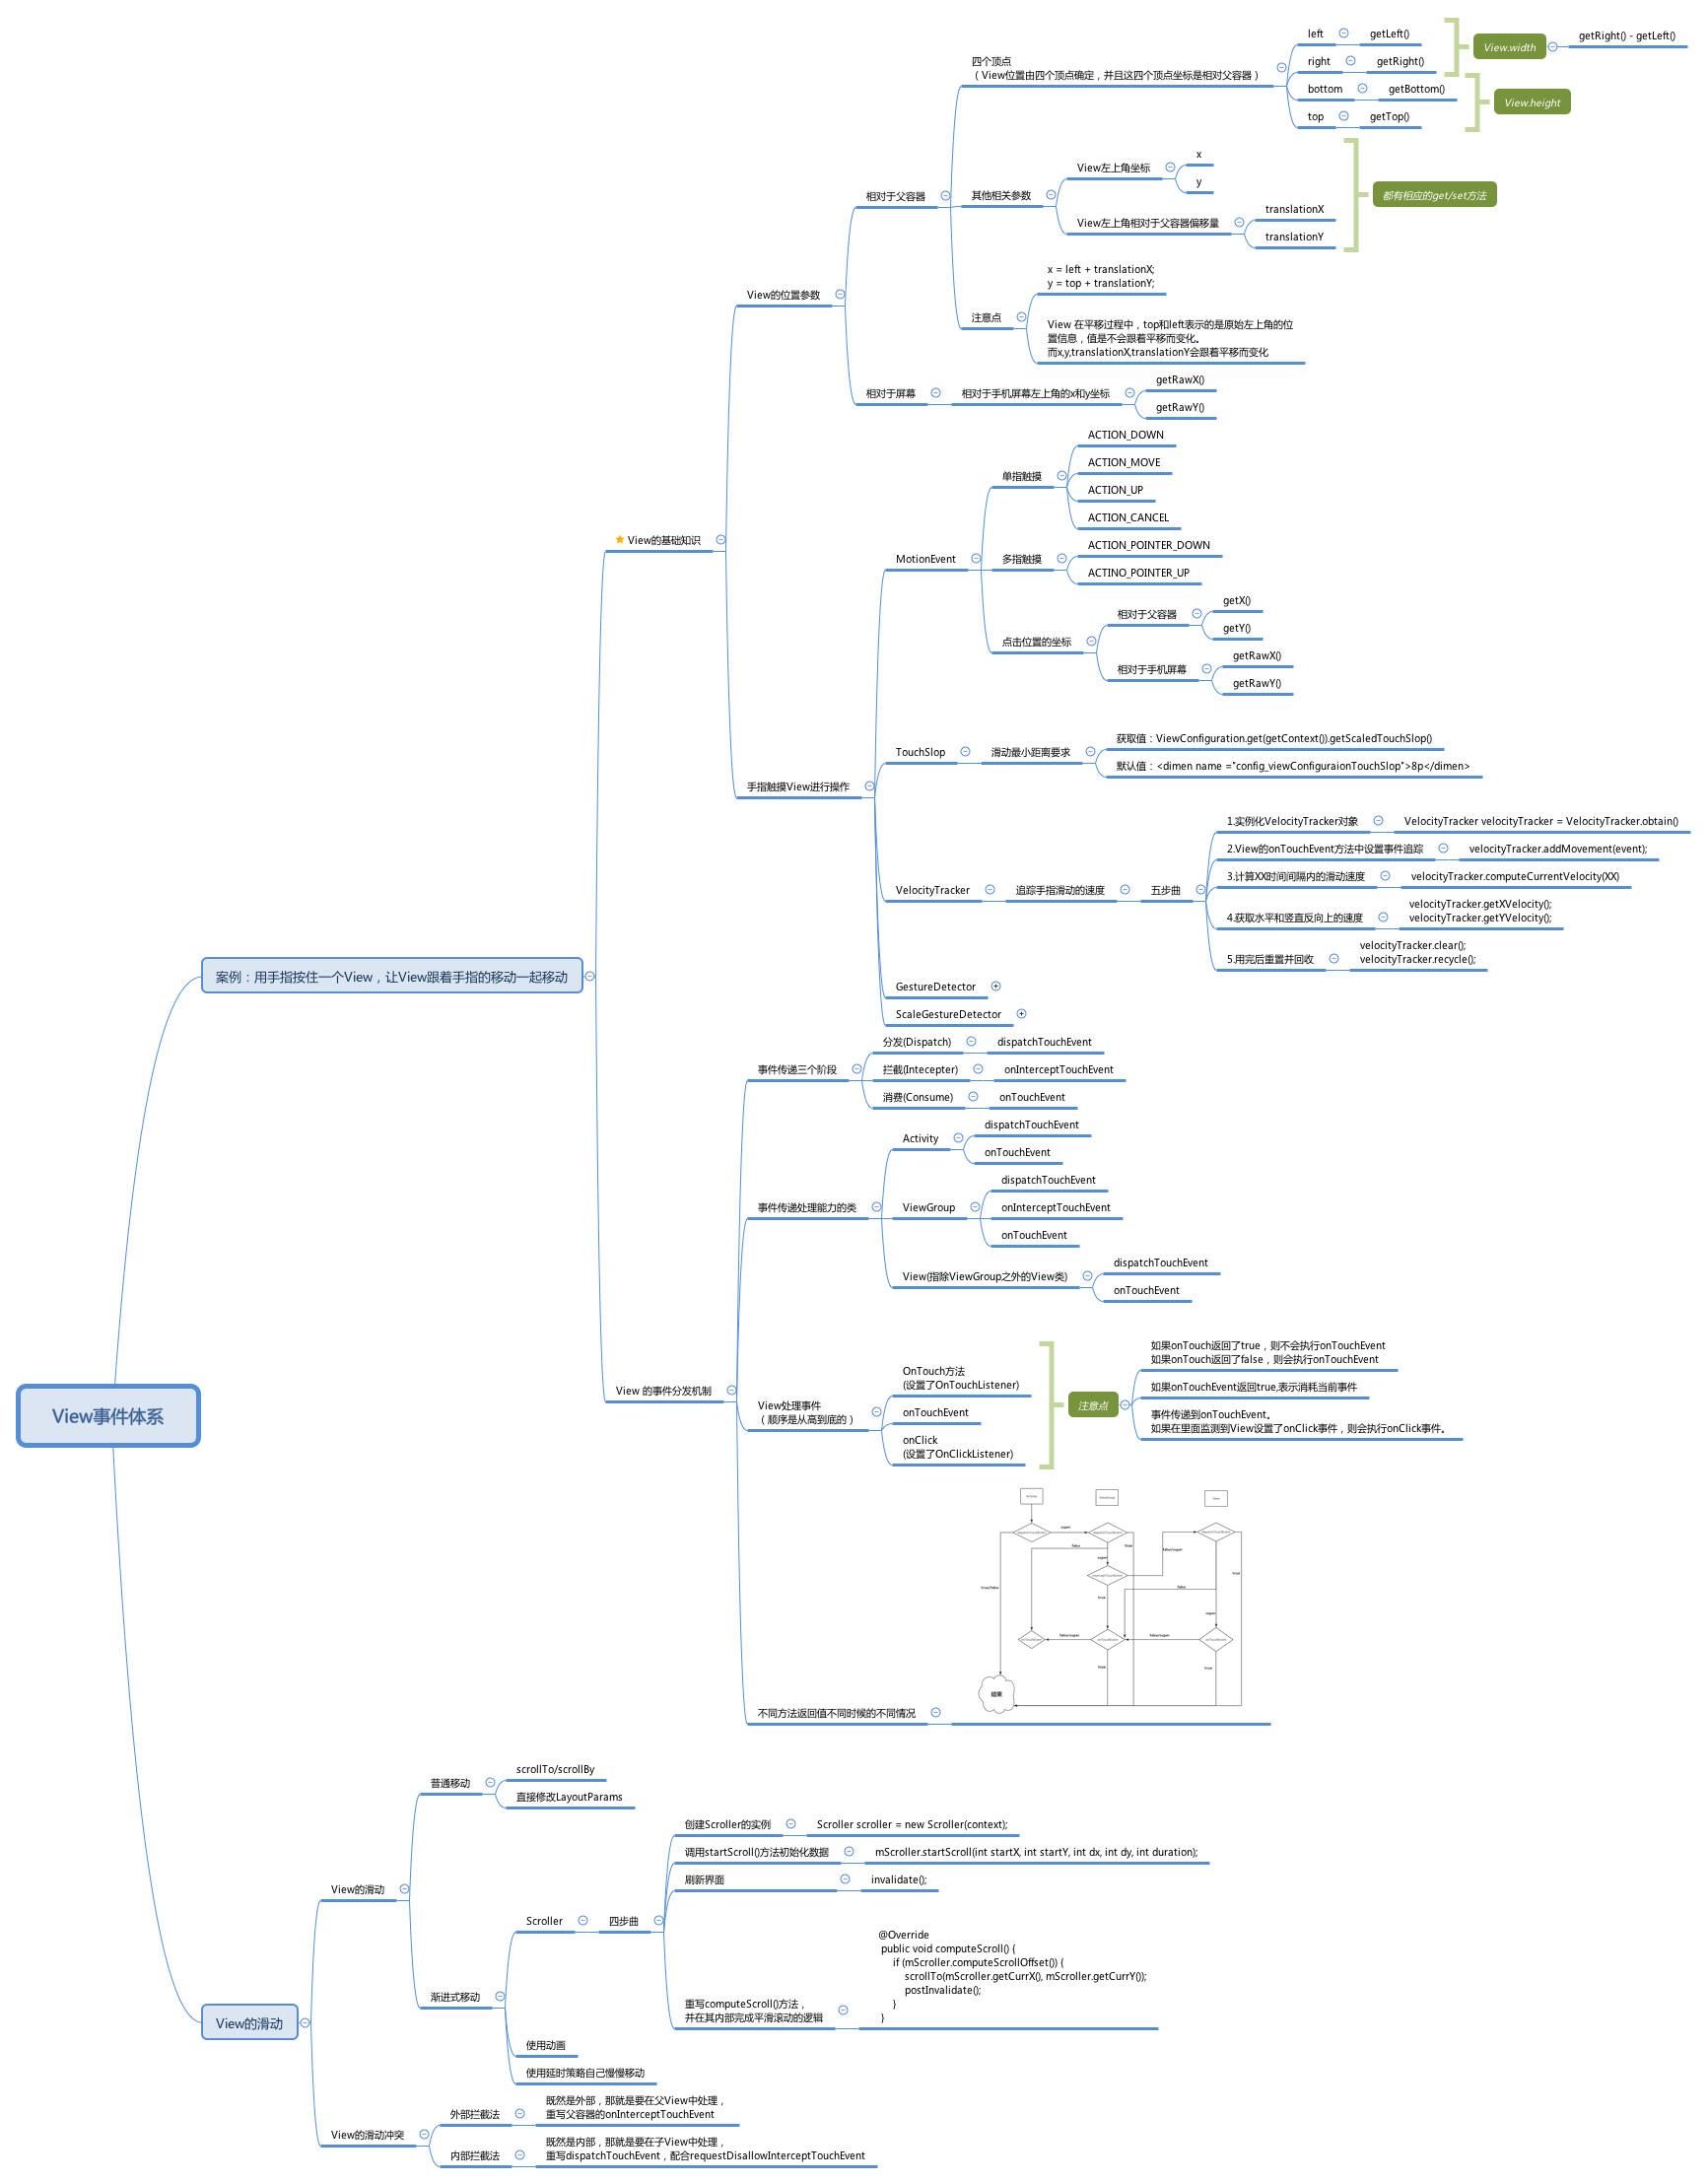 View事件体系
案例：用手指按住一个View，让View跟着手指的移动一起移动
View的基础知识
View的位置参数
相对于父容器
四个顶点
（View位置由四个顶点确定，并且这四个顶点坐标是相对父容器）
left
getLeft()
right
getRight()
bottom
getBottom()
top
getTop()
View.width
getRight() - getLeft()
View.height
其他相关参数
View左上角坐标
x
y
View左上角相对于父容器偏移量
translationX
translationY
都有相应的get/set方法
注意点
x = left + translationX;
y = top + translationY;
View 在平移过程中，top和left表示的是原始左上角的位
置信息，值是不会跟着平移而变化。
而x,y,translationX,translationY会跟着平移而变化
相对于屏幕
相对于手机屏幕左上角的x和y坐标
getRawX()
getRawY()
手指触摸View进行操作
MotionEvent
单指触摸
ACTION_DOWN
ACTION_MOVE
ACTION_UP
ACTION_CANCEL
多指触摸
ACTION_POINTER_DOWN
ACTINO_POINTER_UP
点击位置的坐标
相对于父容器
getX()
getY()
相对于手机屏幕
getRawX()
getRawY()
TouchSlop
滑动最小距离要求
获取值：ViewConfiguration.get(getContext()).getScaledTouchSlop()
默认值：<dimen name ="config_viewConfiguraionTouchSlop">8p</dimen>
VelocityTracker
追踪手指滑动的速度
五步曲
1.实例化VelocityTracker对象
VelocityTracker velocityTracker = VelocityTracker.obtain()
2.View的onTouchEvent方法中设置事件追踪
velocityTracker.addMovement(event);
3.计算XX时间间隔内的滑动速度
velocityTracker.computeCurrentVelocity(XX)
4.获取水平和竖直反向上的速度
velocityTracker.getXVelocity();
velocityTracker.getYVelocity();
5.用完后重置并回收
velocityTracker.clear();
velocityTracker.recycle();
GestureDetector
ScaleGestureDetector
View 的事件分发机制
事件传递三个阶段
分发(Dispatch)
dispatchTouchEvent
拦截(Intecepter)
onInterceptTouchEvent
消费(Consume)
onTouchEvent
事件传递处理能力的类
Activity
dispatchTouchEvent
onTouchEvent
ViewGroup
dispatchTouchEvent
onInterceptTouchEvent
onTouchEvent
View(指除ViewGroup之外的View类)
dispatchTouchEvent
onTouchEvent
View处理事件
（顺序是从高到底的）
OnTouch方法
(设置了OnTouchListener)
onTouchEvent
onClick
(设置了OnClickListener)
注意点
如果onTouch返回了true，则不会执行onTouchEvent
如果onTouch返回了false，则会执行onTouchEvent
如果onTouchEvent返回true,表示消耗当前事件
事件传递到onTouchEvent。
如果在里面监测到View设置了onClick事件，则会执行onClick事件。
不同方法返回值不同时候的不同情况
super
false
true
super
false/super
true
true/false
true
false
super
false/super
false/super
true
true
结束
View的滑动
View的滑动
普通移动
scrollTo/scrollBy
直接修改LayoutParams
渐进式移动
Scroller
四步曲
创建Scroller的实例
Scroller scroller = new Scroller(context);
调用startScroll()方法初始化数据
mScroller.startScroll(int startX, int startY, int dx, int dy, int duration);
刷新界面
invalidate();
重写computeScroll()方法，
并在其内部完成平滑滚动的逻辑
@Override
public void computeScroll() {
if (mScroller.computeScrollOffset()) {
scrollTo(mScroller.getCurrX(), mScroller.getCurrY());
postInvalidate();
}
}
使用动画
使用延时策略自己慢慢移动
View的滑动冲突
外部拦截法
既然是外部，那就是要在父View中处理，
重写父容器的onInterceptTouchEvent
内部拦截法
既然是内部，那就是要在子View中处理，
重写dispatchTouchEvent，配合requestDisallowInterceptTouchEvent